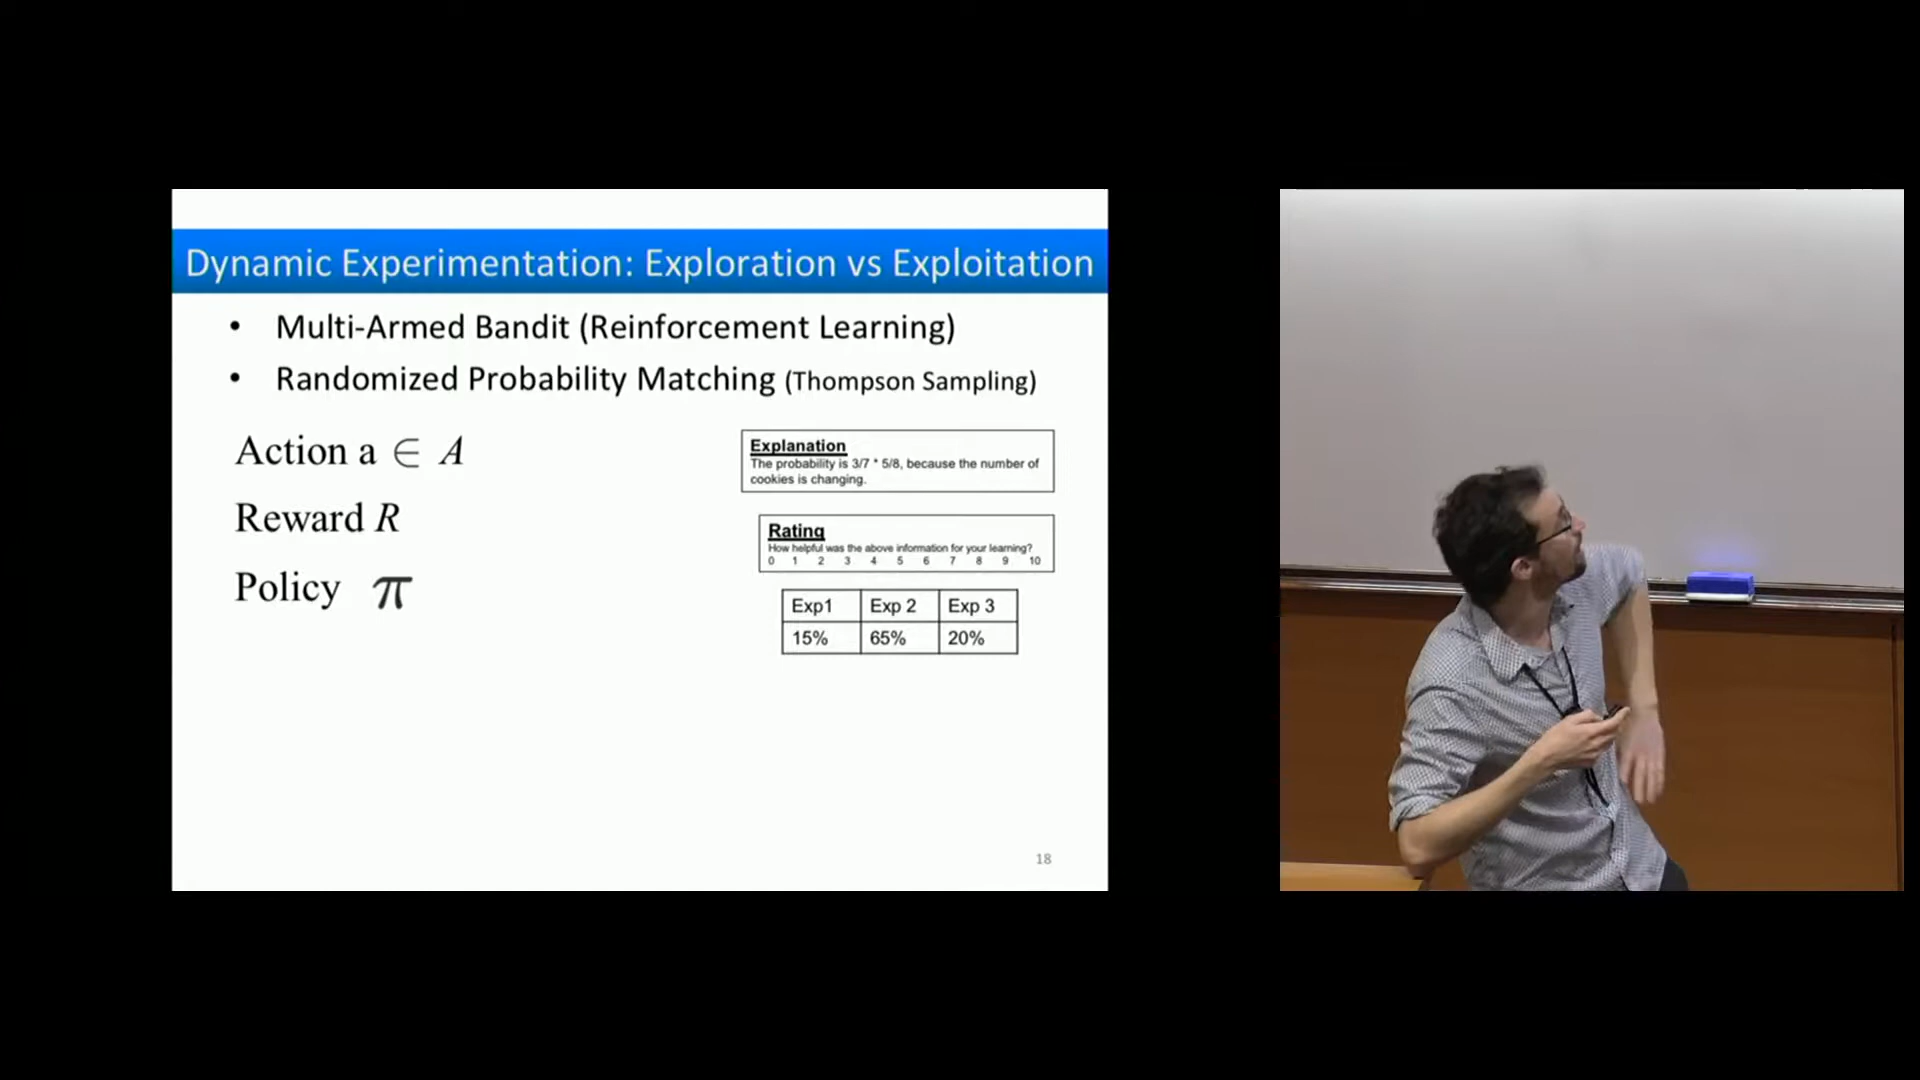 Dynamic Experimentation: Exploration vs Exploitation
• Multi-Armed Bandit (Reinforcement Learning)
• Randomized Probability Matching (Thompson Sampling)
Action a ∈ A
Reward R
Policy π
Explanation
The probability is 3/7 * 5/8, because the number of
cookies is changing.
Rating
How helpful was the above information for your learning?
0 1 2 3 4 5 6 7 8 9 10
Exp1 Exp 2 Exp 3
15% 65% 20%
18